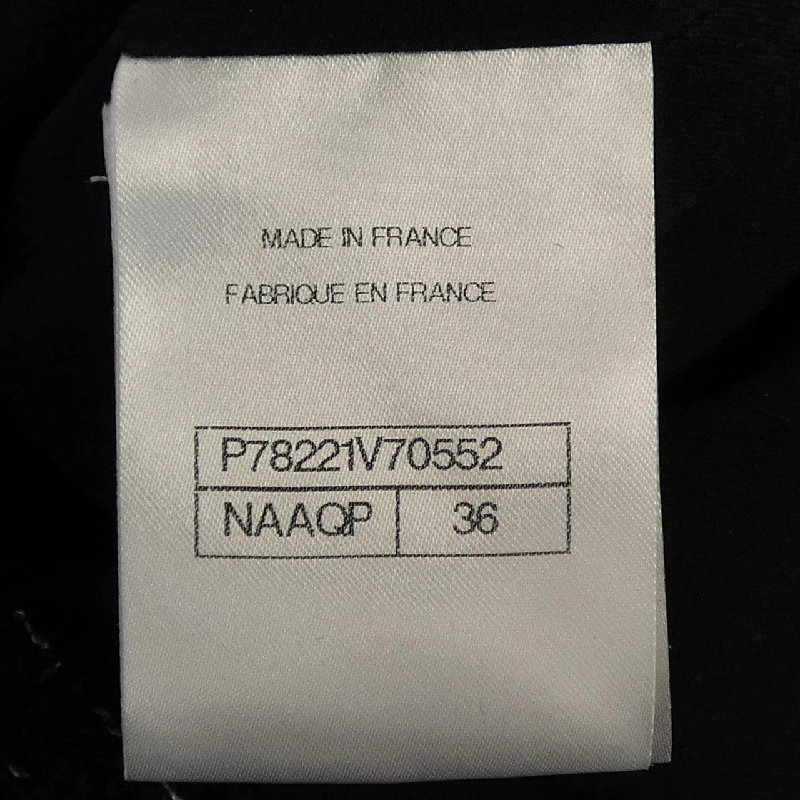 MADE IN FRANCE
FABRIQUE EN FRANCE
P78221V70552
NAAQP 36